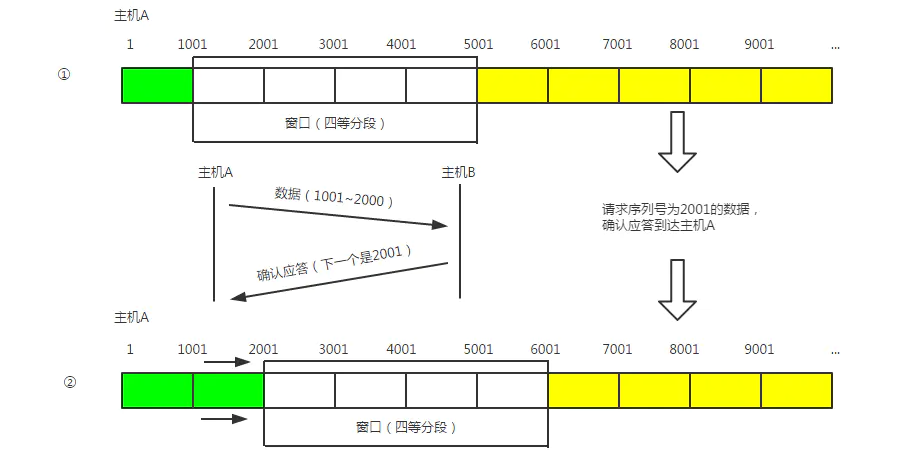 主机A
1 1001 2001 3001 4001 5001 6001 7001 8001 9001 ...
①
窗口（四等分段）
主机A 主机B
数据（1001~2000）
确认应答（下一个是2001）
请求序列号为2001的数据，
确认应答到达主机A
主机A
1 1001 2001 3001 4001 5001 6001 7001 8001 9001 ...
②
窗口（四等分段）